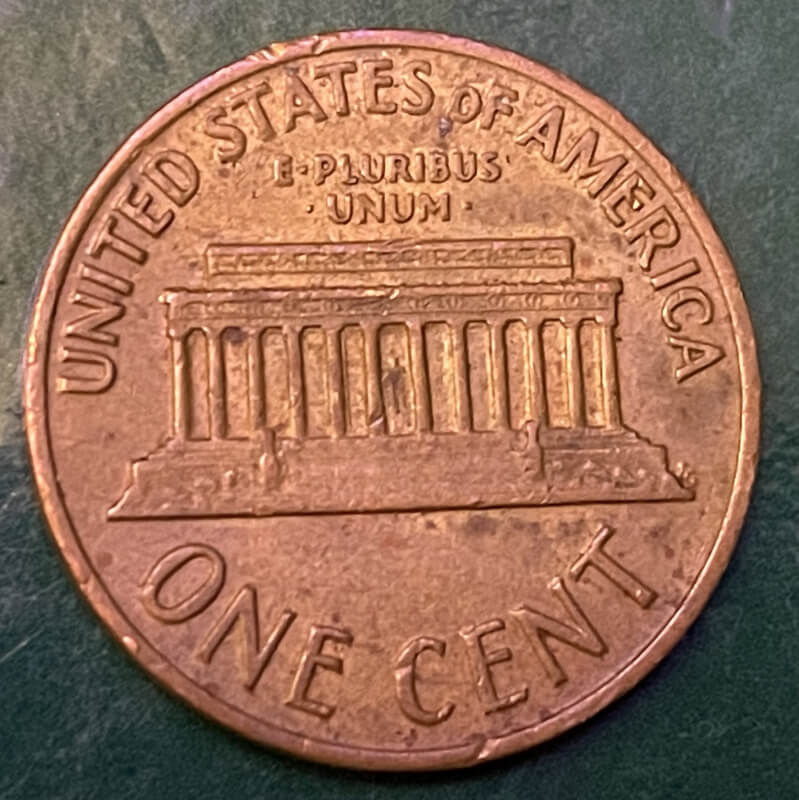 UNITED STATES OF AMERICA
E·PLURIBUS
·UNUM·
ONE CENT